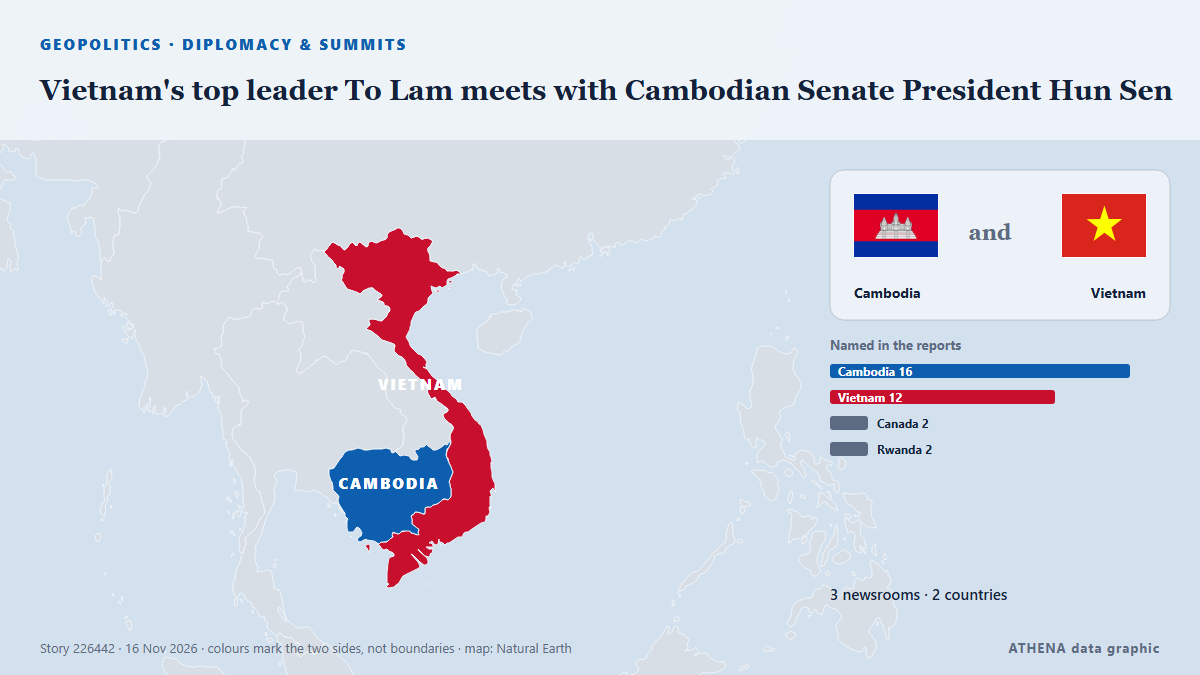 GEOPOLITICS · DIPLOMACY & SUMMITS
Vietnam's top leader To Lam meets with Cambodian Senate President Hun Sen
and
Cambodia
Vietnam
Named in the reports
Cambodia 16
Vietnam 12
Canada 2
Rwanda 2
VIETNAM
CAMBODIA
3 newsrooms · 2 countries
Story 226442 · 16 Nov 2026 · colours mark the two sides, not boundaries · map: Natural Earth
ATHENA data graphic